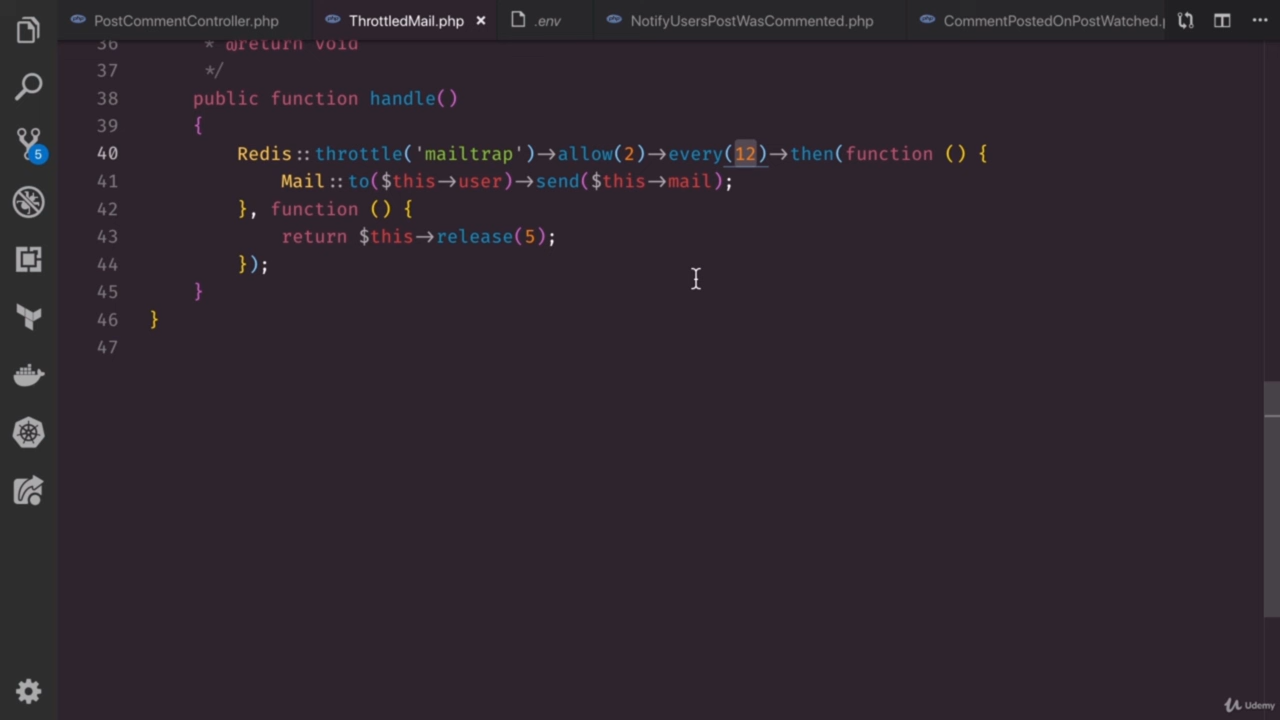 PostCommentController.php ThrottledMail.php × .env NotifyUsersPostWasCommented.php CommentPostedOnPostWatched.p
36 * @return void
37 */
38 public function handle()
39 {
40 Redis::throttle('mailtrap')->allow(2)->every(12)->then(function () {
41 Mail::to($this->user)->send($this->mail);
42 }, function () {
43 return $this->release(5);
44 });
45 }
46 }
47
5
Udemy